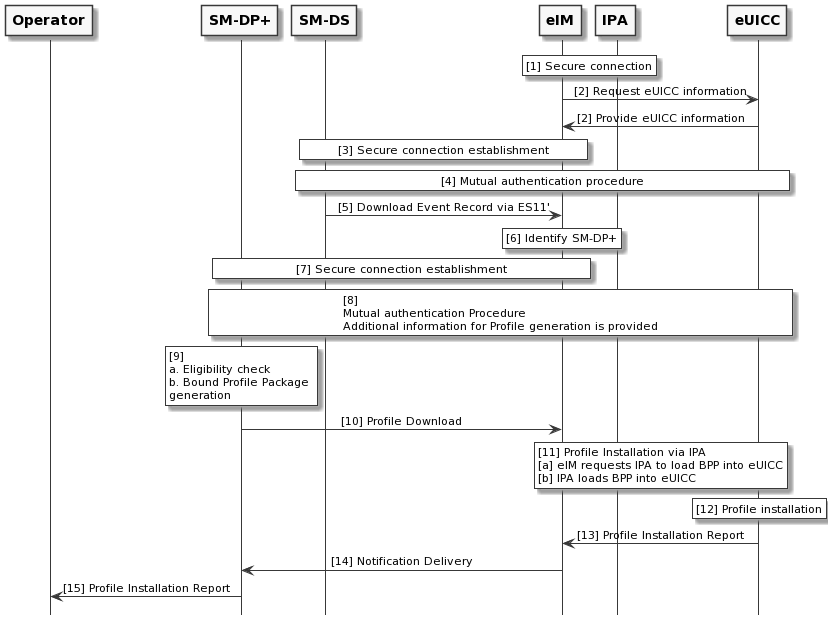 Operator
SM-DP+
SM-DS
eIM
IPA
eUICC
[1] Secure connection
[2] Request eUICC information
[2] Provide eUICC information
[3] Secure connection establishment
[4] Mutual authentication procedure
[5] Download Event Record via ES11'
[6] Identify SM-DP+
[7] Secure connection establishment
[8]
Mutual authentication Procedure
Additional information for Profile generation is provided
[9]
a. Eligibility check
b. Bound Profile Package
generation
[10] Profile Download
[11] Profile Installation via IPA
[a] eIM requests IPA to load BPP into eUICC
[b] IPA loads BPP into eUICC
[12] Profile installation
[13] Profile Installation Report
[14] Notification Delivery
[15] Profile Installation Report